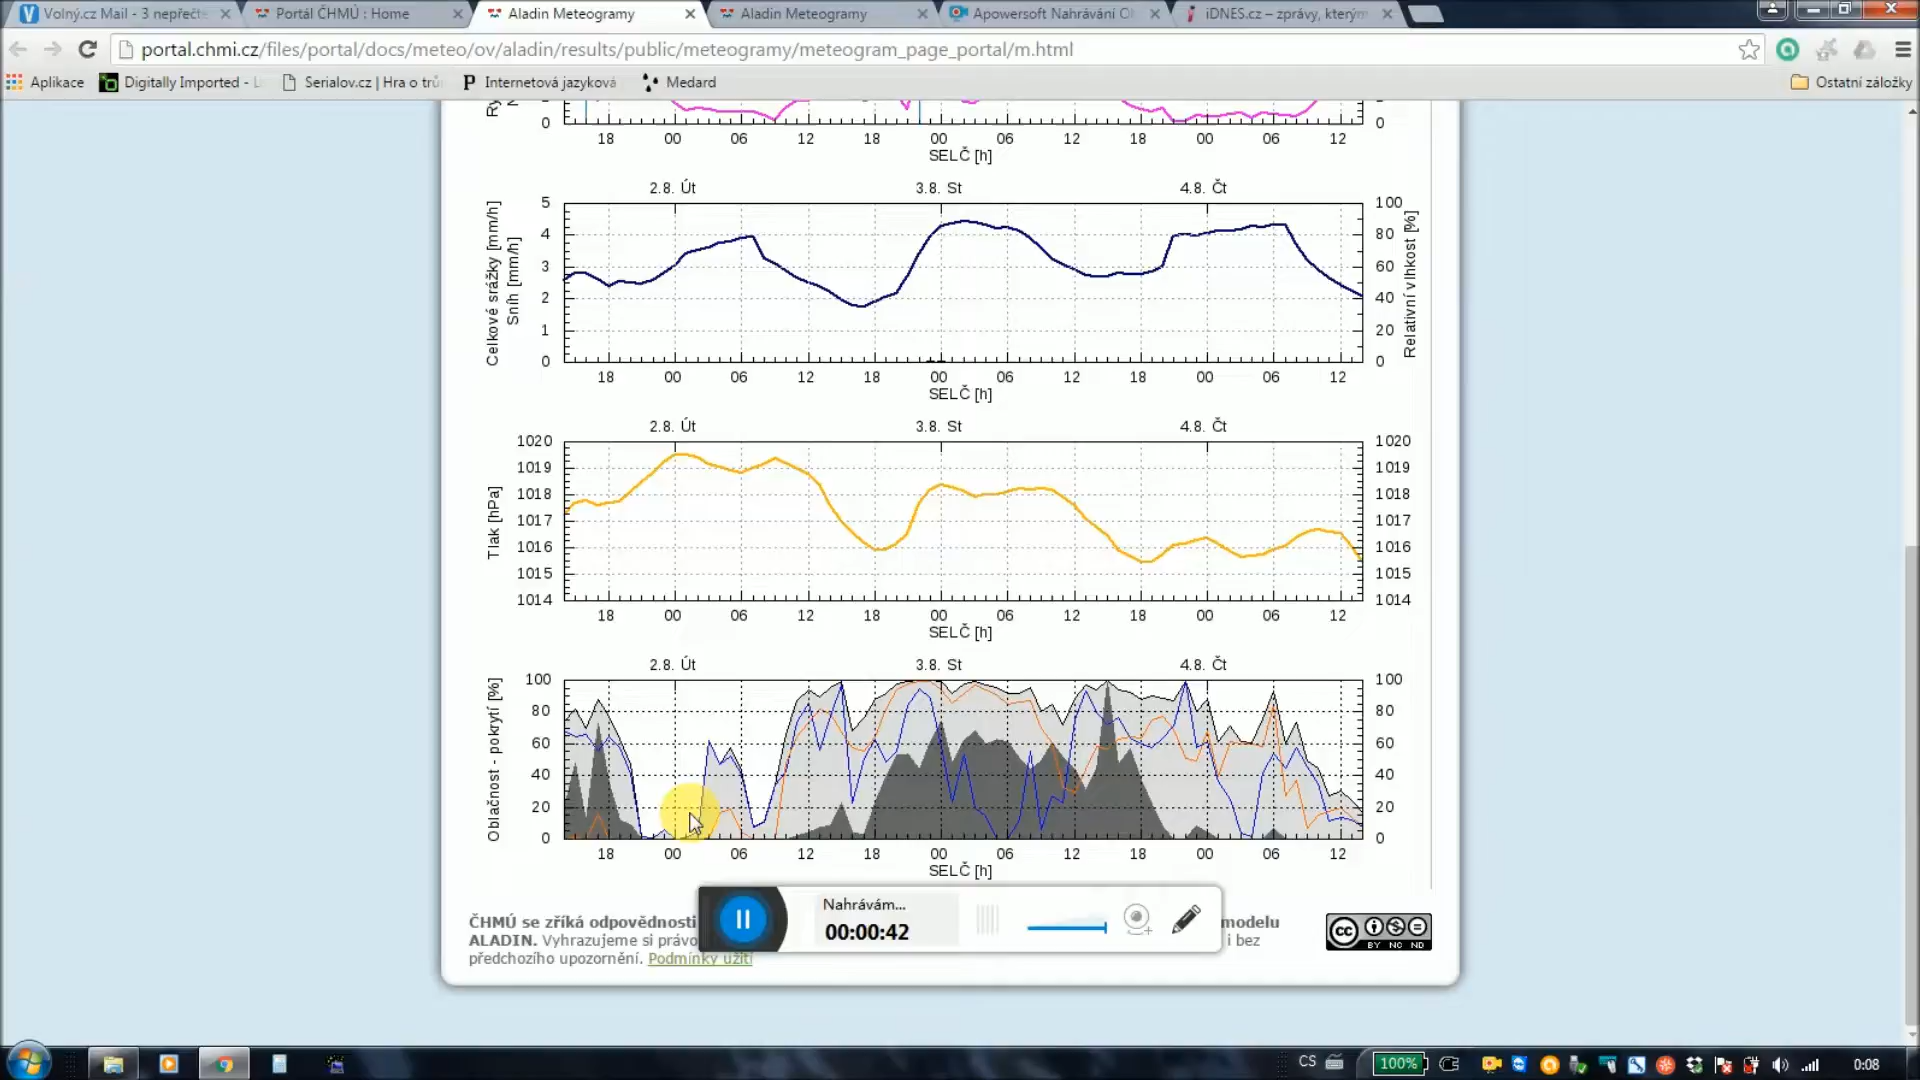 Volný.cz Mail - 3 nepřečte
Portál ČHMÚ : Home
Aladin Meteogramy
Aladin Meteogramy
Apowersoft Nahrávání O
iDNES.cz – zprávy, kterým
portal.chmi.cz/files/portal/docs/meteo/ov/aladin/results/public/meteogramy/meteogram_page_portal/m.html
Aplikace
Digitally Imported - L
Serialov.cz | Hra o trů
Internetová jazyková
Medard
Ostatní záložky
0
0
18 00 06 12 18 00 06 12 18 00 06 12
SELČ [h]
2.8. Út 3.8. St 4.8. Čt
Celkové srážky [mm/h]
Sníh [mm/h]
5
4
3
2
1
0
100
80
60
40
20
0
Relativní vlhkost [%]
18 00 06 12 18 00 06 12 18 00 06 12
SELČ [h]
2.8. Út 3.8. St 4.8. Čt
Tlak [hPa]
1020
1019
1018
1017
1016
1015
1014
1020
1019
1018
1017
1016
1015
1014
18 00 06 12 18 00 06 12 18 00 06 12
SELČ [h]
2.8. Út 3.8. St 4.8. Čt
Oblačnost - pokrytí [%]
100
80
60
40
20
0
100
80
60
40
20
0
18 00 06 12 18 00 06 12 18 00 06 12
SELČ [h]
Nahrávám...
00:00:42
ČHMÚ se zříká odpovědnosti modelu
ALADIN. Vyhrazujeme si právo i bez
předchozího upozornění. Podmínky užití
cc
BY NC ND
CS
100%
0:08